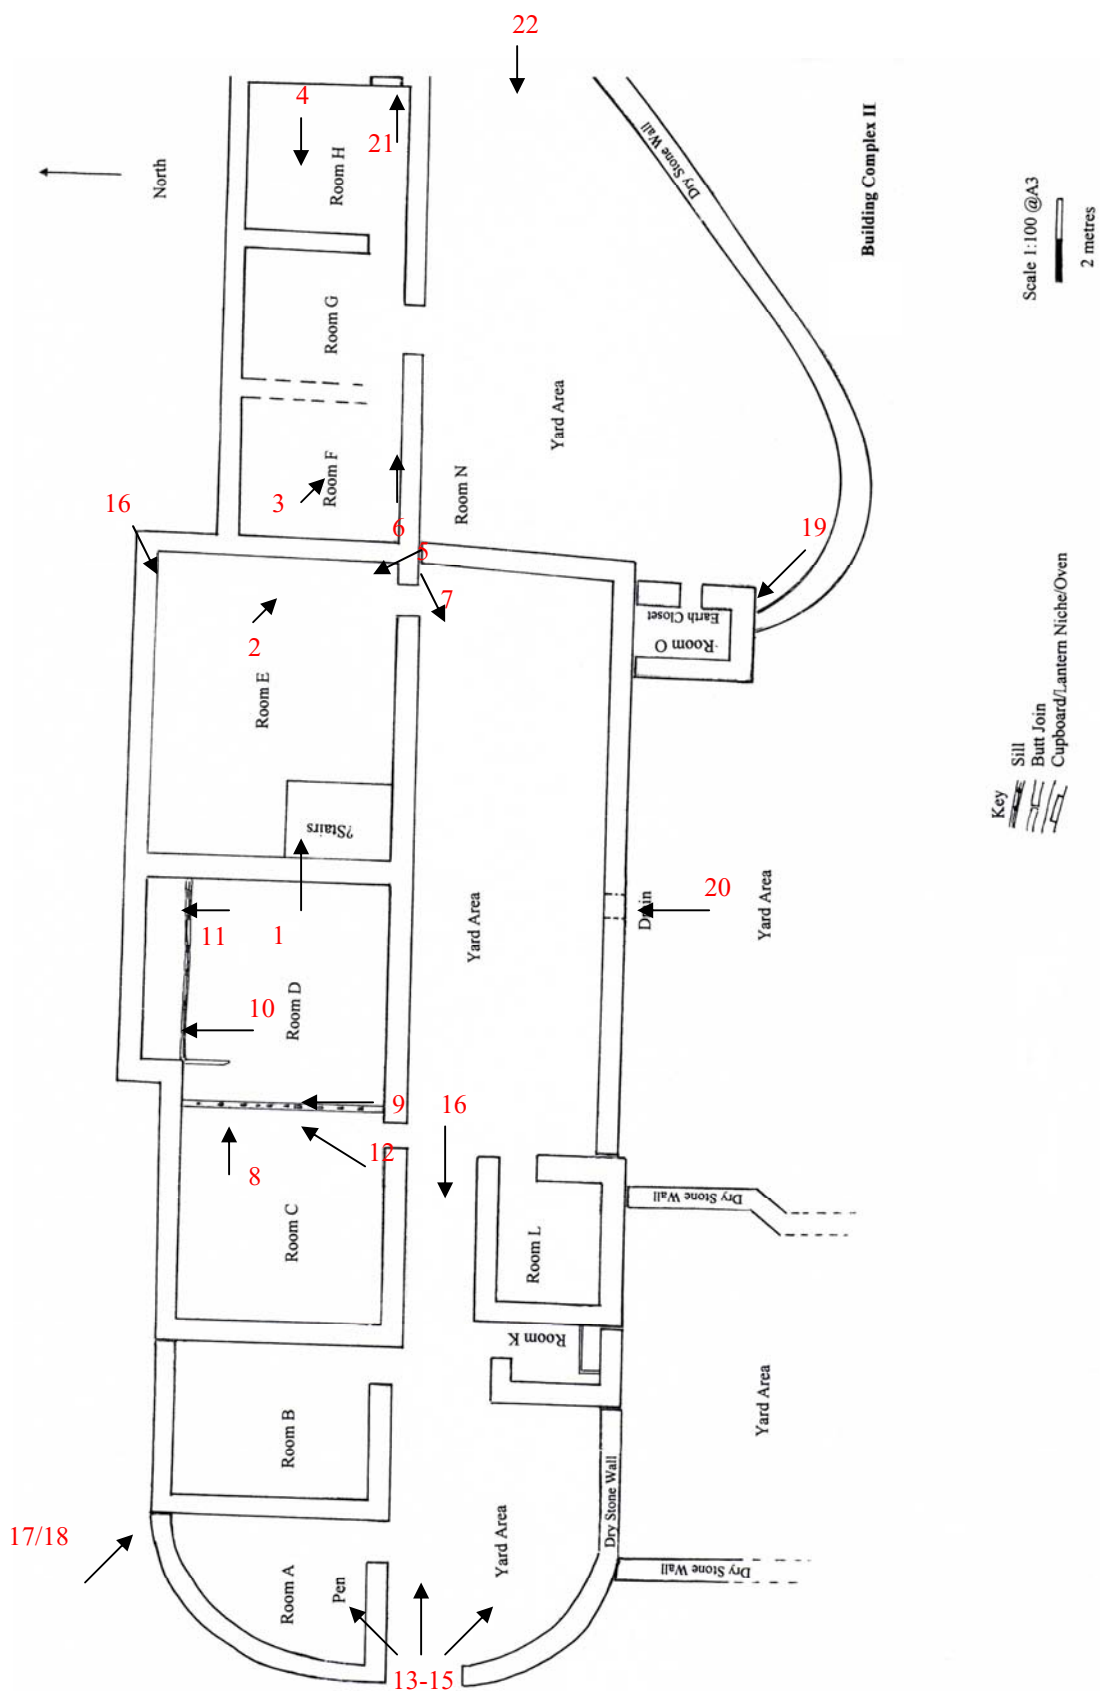 22
4
21
Room H
North
Dry Stone Wall
Building Complex II
Scale 1:100 @A3
2 metres
Room G
Yard Area
3
Room F
6
Room N
16
5
7
19
2
Room E
Earth Closet
Room O
Key
Sill
Butt Join
Cupboard/Lantern Niche/Oven
?Stairs
11
1
Yard Area
Drain
20
Yard Area
10
Room D
9
16
8
12
Room C
Room L
Dry Stone Wall
Room K
Room B
Yard Area
17/18
Room A
Pen
Yard Area
Dry Stone Wall
Dry Stone Wall
13-15